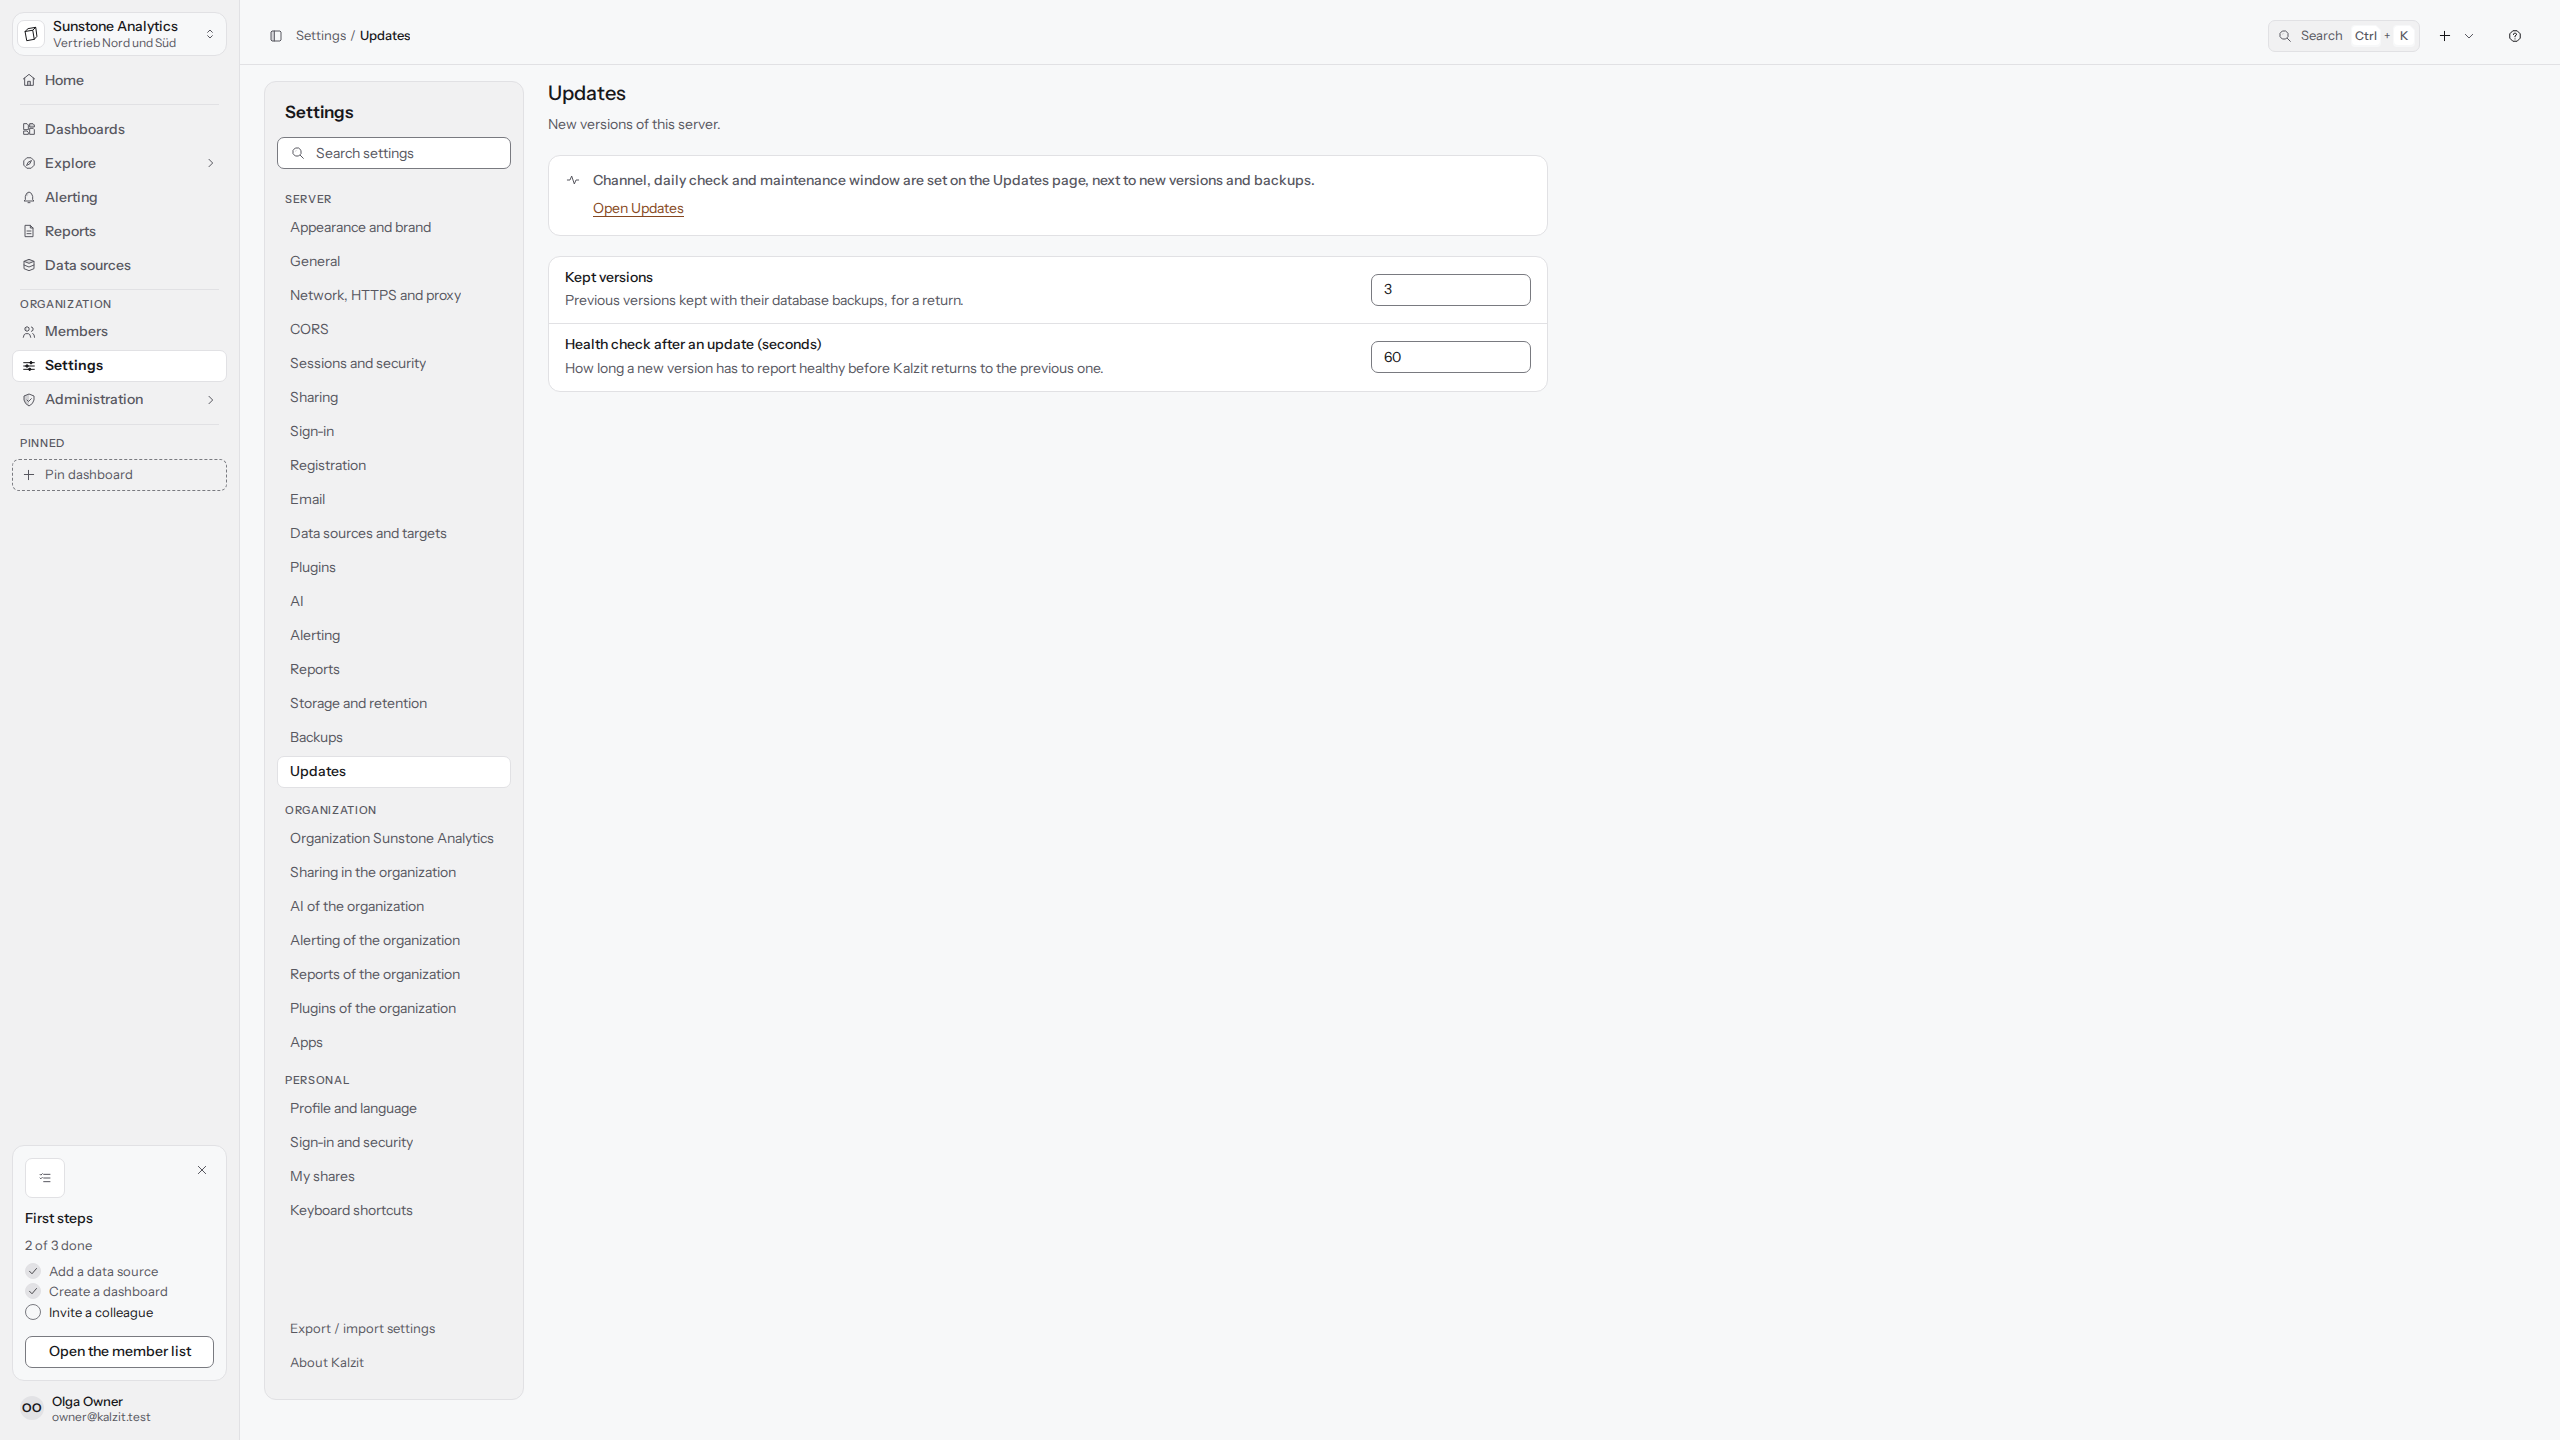 Sunstone Analytics
Vertrieb Nord und Süd
Home
Dashboards
Explore
Alerting
Reports
Data sources
ORGANIZATION
Members
Settings
Administration
PINNED
Pin dashboard
First steps
2 of 3 done
Add a data source
Create a dashboard
Invite a colleague
Open the member list
OO
Olga Owner
owner@kalzit.test
Settings / Updates
Search Ctrl + K
Settings
Search settings
SERVER
Appearance and brand
General
Network, HTTPS and proxy
CORS
Sessions and security
Sharing
Sign-in
Registration
Email
Data sources and targets
Plugins
AI
Alerting
Reports
Storage and retention
Backups
Updates
ORGANIZATION
Organization Sunstone Analytics
Sharing in the organization
AI of the organization
Alerting of the organization
Reports of the organization
Plugins of the organization
Apps
PERSONAL
Profile and language
Sign-in and security
My shares
Keyboard shortcuts
Export / import settings
About Kalzit
Updates
New versions of this server.
Channel, daily check and maintenance window are set on the Updates page, next to new versions and backups.
Open Updates
Kept versions
Previous versions kept with their database backups, for a return.
3
Health check after an update (seconds)
How long a new version has to report healthy before Kalzit returns to the previous one.
60